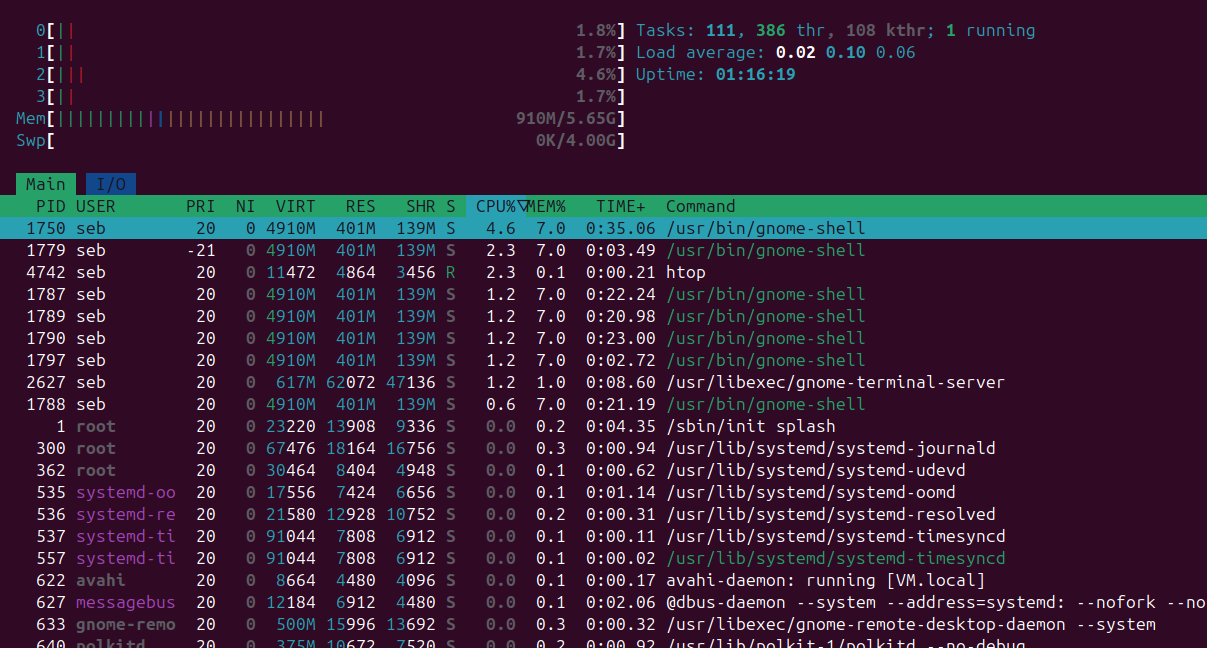 0[|| 1.8%] Tasks: 111, 386 thr, 108 kthr; 1 running
1[|| 1.7%] Load average: 0.02 0.10 0.06
2[||| 4.6%] Uptime: 01:16:19
3[|| 1.7%]
Mem[||||||||||||||||||||||||||| 910M/5.65G]
Swp[ 0K/4.00G]
Main I/O
PID USER PRI NI VIRT RES SHR S CPU%▽MEM% TIME+ Command
1750 seb 20 0 4910M 401M 139M S 4.6 7.0 0:35.06 /usr/bin/gnome-shell
1779 seb -21 0 4910M 401M 139M S 2.3 7.0 0:03.49 /usr/bin/gnome-shell
4742 seb 20 0 11472 4864 3456 R 2.3 0.1 0:00.21 htop
1787 seb 20 0 4910M 401M 139M S 1.2 7.0 0:22.24 /usr/bin/gnome-shell
1789 seb 20 0 4910M 401M 139M S 1.2 7.0 0:20.98 /usr/bin/gnome-shell
1790 seb 20 0 4910M 401M 139M S 1.2 7.0 0:23.00 /usr/bin/gnome-shell
1797 seb 20 0 4910M 401M 139M S 1.2 7.0 0:02.72 /usr/bin/gnome-shell
2627 seb 20 0 617M 62072 47136 S 1.2 1.0 0:08.60 /usr/libexec/gnome-terminal-server
1788 seb 20 0 4910M 401M 139M S 0.6 7.0 0:21.19 /usr/bin/gnome-shell
1 root 20 0 23220 13908 9336 S 0.0 0.2 0:04.35 /sbin/init splash
300 root 20 0 67476 18164 16756 S 0.0 0.3 0:00.94 /usr/lib/systemd/systemd-journald
362 root 20 0 30464 8404 4948 S 0.0 0.1 0:00.62 /usr/lib/systemd/systemd-udevd
535 systemd-oo 20 0 17556 7424 6656 S 0.0 0.1 0:01.14 /usr/lib/systemd/systemd-oomd
536 systemd-re 20 0 21580 12928 10752 S 0.0 0.2 0:00.31 /usr/lib/systemd/systemd-resolved
537 systemd-ti 20 0 91044 7808 6912 S 0.0 0.1 0:00.11 /usr/lib/systemd/systemd-timesyncd
557 systemd-ti 20 0 91044 7808 6912 S 0.0 0.1 0:00.02 /usr/lib/systemd/systemd-timesyncd
622 avahi 20 0 8664 4480 4096 S 0.0 0.1 0:00.17 avahi-daemon: running [VM.local]
627 messagebus 20 0 12184 6912 4480 S 0.0 0.1 0:02.06 @dbus-daemon --system --address=systemd: --nofork --no
633 gnome-remo 20 0 500M 15996 13692 S 0.0 0.3 0:00.32 /usr/libexec/gnome-remote-desktop-daemon --system
640 polkitd 20 0 375M 10672 7520 S 0.0 0.2 0:00.92 /usr/lib/polkit-1/polkitd --no-debug